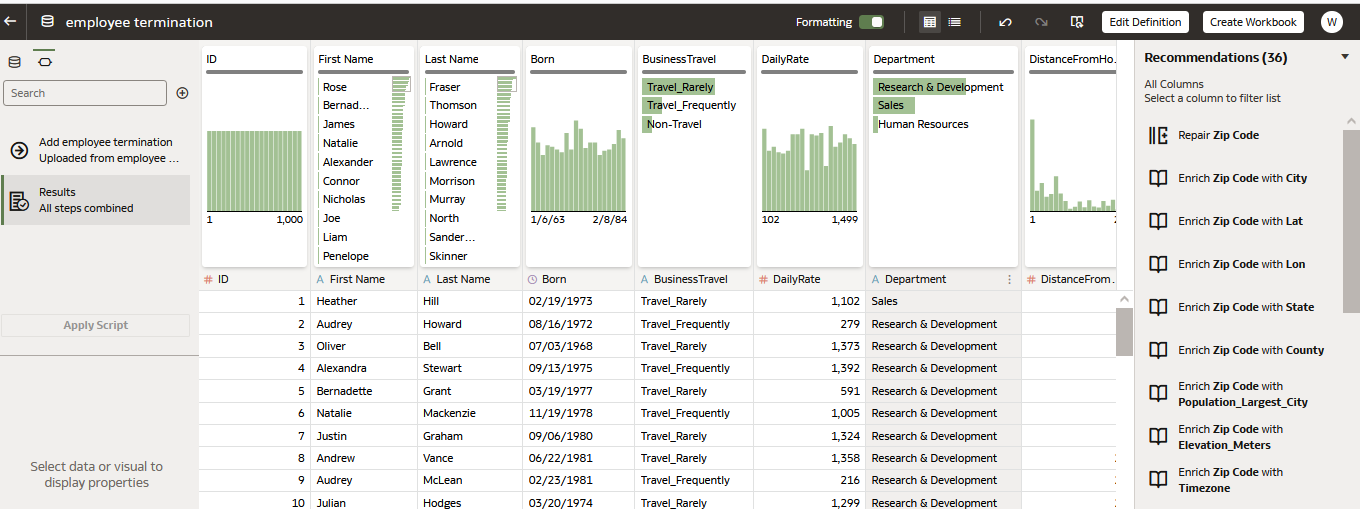 employee termination
Formatting
Edit Definition
Create Workbook
W
Search
Add employee termination
Uploaded from employee ...
Results
All steps combined
Apply Script
Select data or visual to
display properties
ID
1 1,000
First Name
Rose
Bernad...
James
Natalie
Alexander
Connor
Nicholas
Joe
Liam
Penelope
Last Name
Fraser
Thomson
Howard
Arnold
Lawrence
Morrison
Murray
North
Sander...
Skinner
Born
1/6/63 2/8/84
BusinessTravel
Travel_Rarely
Travel_Frequently
Non-Travel
DailyRate
102 1,499
Department
Research & Development
Sales
Human Resources
DistanceFromHo...
1
# ID A First Name A Last Name Born A BusinessTravel # DailyRate A Department # DistanceFrom...
1 Heather Hill 02/19/1973 Travel_Rarely 1,102 Sales
2 Audrey Howard 08/16/1972 Travel_Frequently 279 Research & Development
3 Oliver Bell 07/03/1968 Travel_Rarely 1,373 Research & Development
4 Alexandra Stewart 09/13/1975 Travel_Frequently 1,392 Research & Development
5 Bernadette Grant 03/19/1977 Travel_Rarely 591 Research & Development
6 Natalie Mackenzie 11/19/1978 Travel_Frequently 1,005 Research & Development
7 Justin Graham 09/06/1980 Travel_Rarely 1,324 Research & Development
8 Andrew Vance 06/22/1981 Travel_Rarely 1,358 Research & Development
9 Audrey McLean 02/23/1981 Travel_Frequently 216 Research & Development
10 Julian Hodges 03/20/1974 Travel_Rarely 1,299 Research & Development
Recommendations (36)
All Columns
Select a column to filter list
Repair Zip Code
Enrich Zip Code with City
Enrich Zip Code with Lat
Enrich Zip Code with Lon
Enrich Zip Code with State
Enrich Zip Code with County
Enrich Zip Code with
Population_Largest_City
Enrich Zip Code with
Elevation_Meters
Enrich Zip Code with
Timezone